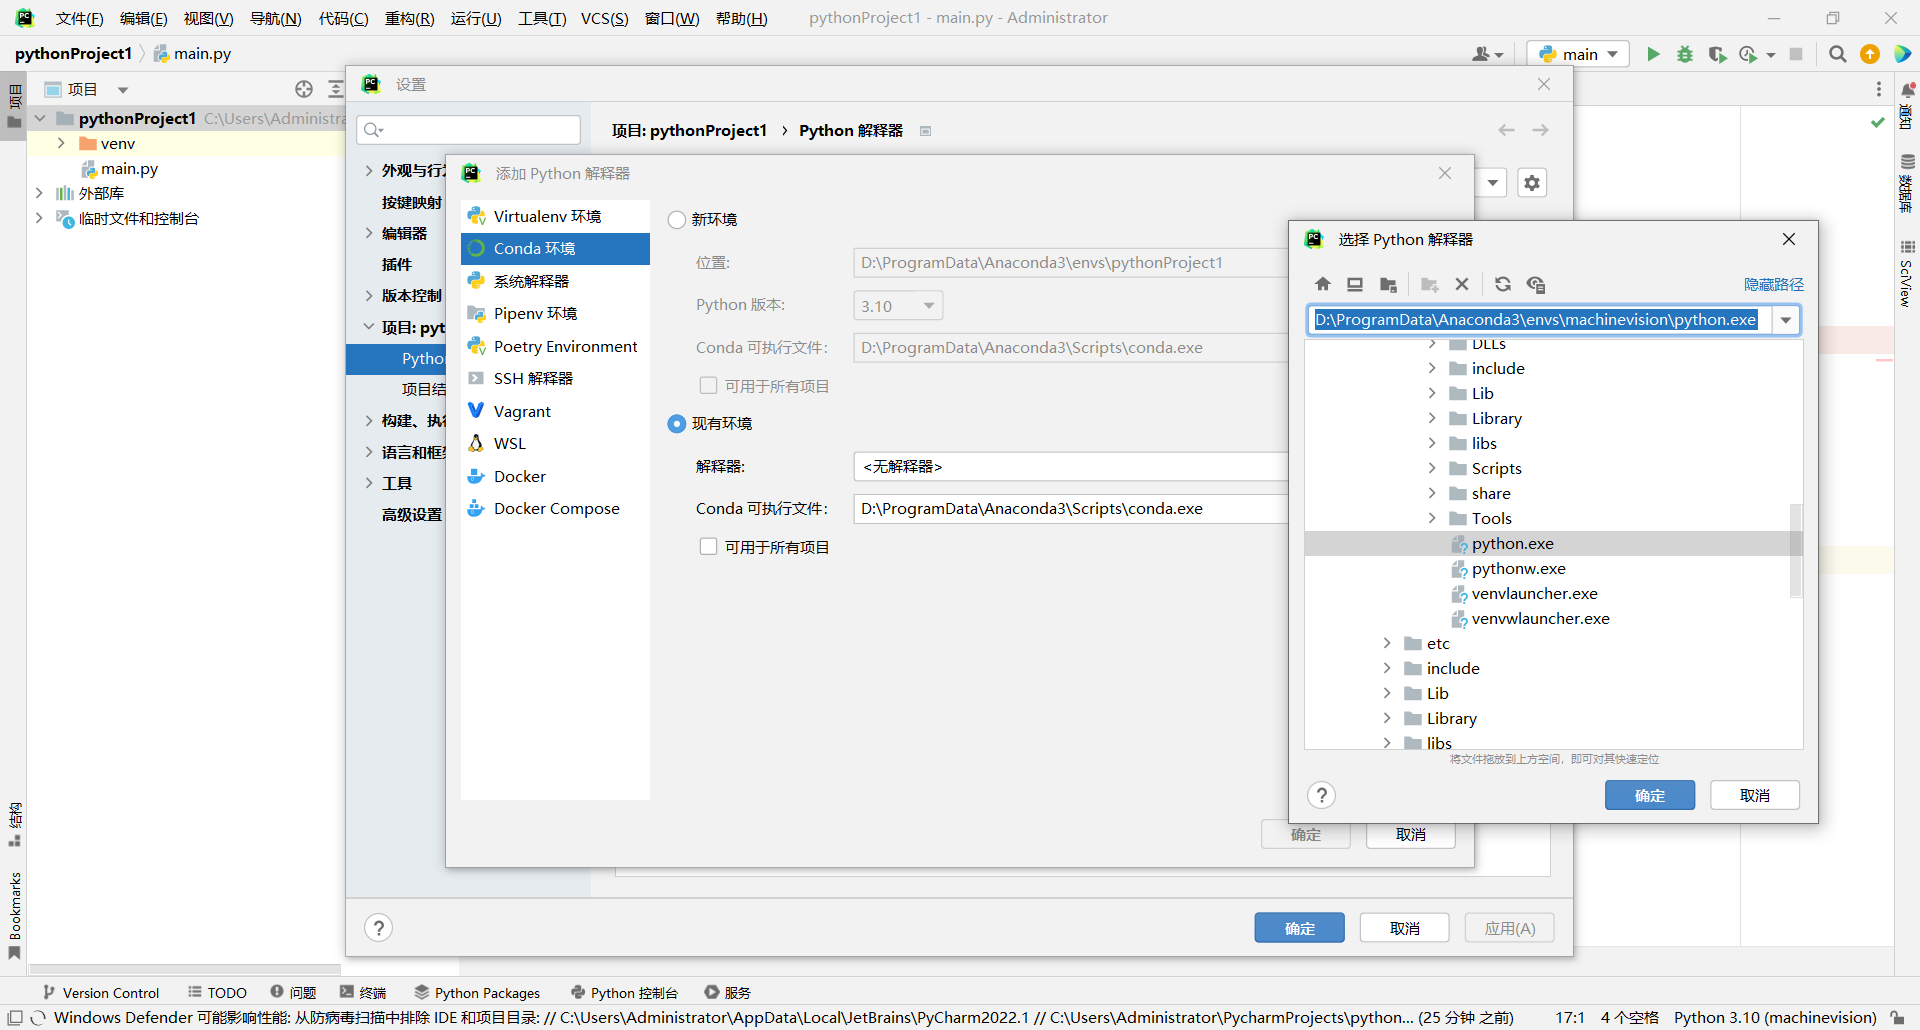 文件(F) 编辑(E) 视图(V) 导航(N) 代码(C) 重构(R) 运行(U) 工具(T) VCS(S) 窗口(W) 帮助(H) pythonProject1 - main.py - Administrator
pythonProject1 main.py
main
项目
项目
pythonProject1 C:\Users\Administra
venv
main.py
外部库
临时文件和控制台
结构
Bookmarks
通知
数据库
SciView
设置
项目: pythonProject1 › Python 解释器
外观与行为
按键映射
编辑器
插件
版本控制
项目: pyt
Python
项目结
构建、执行
语言和框架
工具
高级设置
添加 Python 解释器
Virtualenv 环境
Conda 环境
系统解释器
Pipenv 环境
Poetry Environment
SSH 解释器
Vagrant
WSL
Docker
Docker Compose
新环境
位置: D:\ProgramData\Anaconda3\envs\pythonProject1
Python 版本: 3.10
Conda 可执行文件: D:\ProgramData\Anaconda3\Scripts\conda.exe
可用于所有项目
现有环境
解释器: <无解释器>
Conda 可执行文件: D:\ProgramData\Anaconda3\Scripts\conda.exe
可用于所有项目
确定 取消
选择 Python 解释器
隐藏路径
D:\ProgramData\Anaconda3\envs\machinevision\python.exe
DLLs
include
Lib
Library
libs
Scripts
share
Tools
python.exe
pythonw.exe
venvlauncher.exe
venvwlauncher.exe
etc
include
Lib
Library
libs
将文件拖放到上方空间，即可对其快速定位
? 确定 取消
? 确定 取消 应用(A)
Version Control TODO 问题 终端 Python Packages Python 控制台 服务
Windows Defender 可能影响性能: 从防病毒扫描中排除 IDE 和项目目录: // C:\Users\Administrator\AppData\Local\JetBrains\PyCharm2022.1 // C:\Users\Administrator\PycharmProjects\python... (25 分钟 之前) 17:1 4 个空格 Python 3.10 (machinevision)